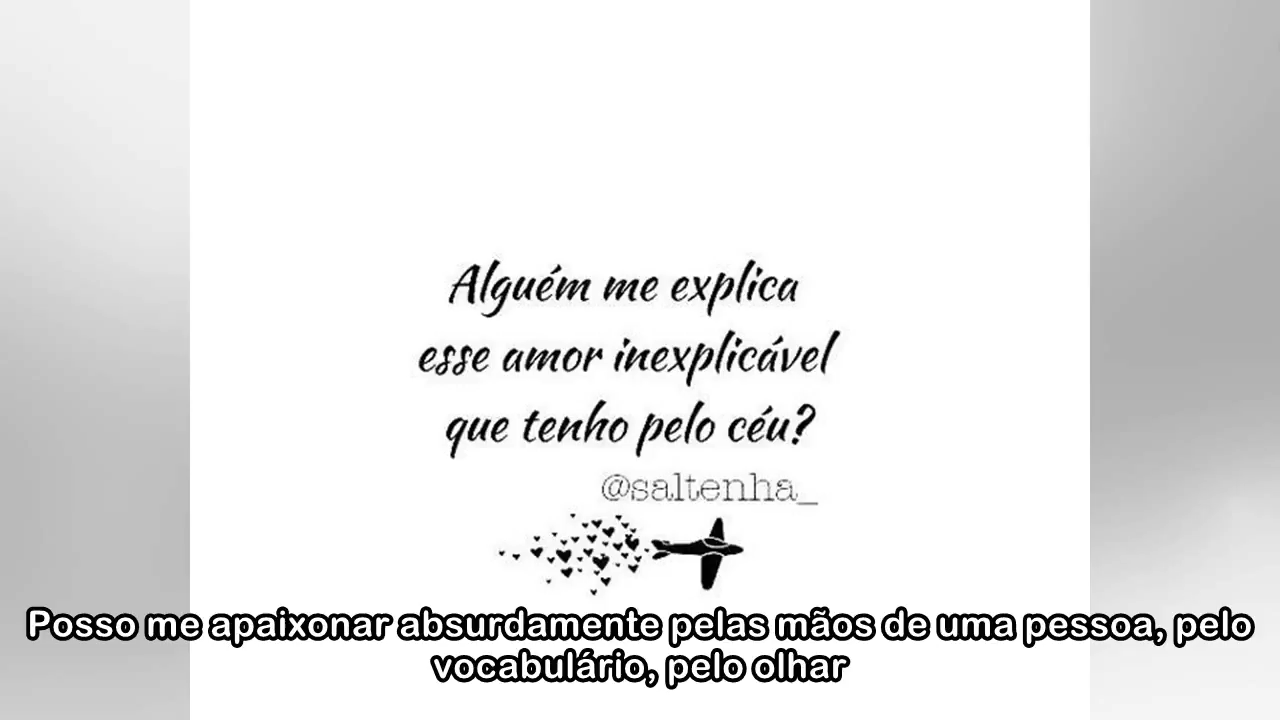 Alguém me explica
esse amor inexplicável
que tenho pelo céu?
@saltenha_
Posso me apaixonar absurdamente pelas mãos de uma pessoa, pelo
vocabulário, pelo olhar